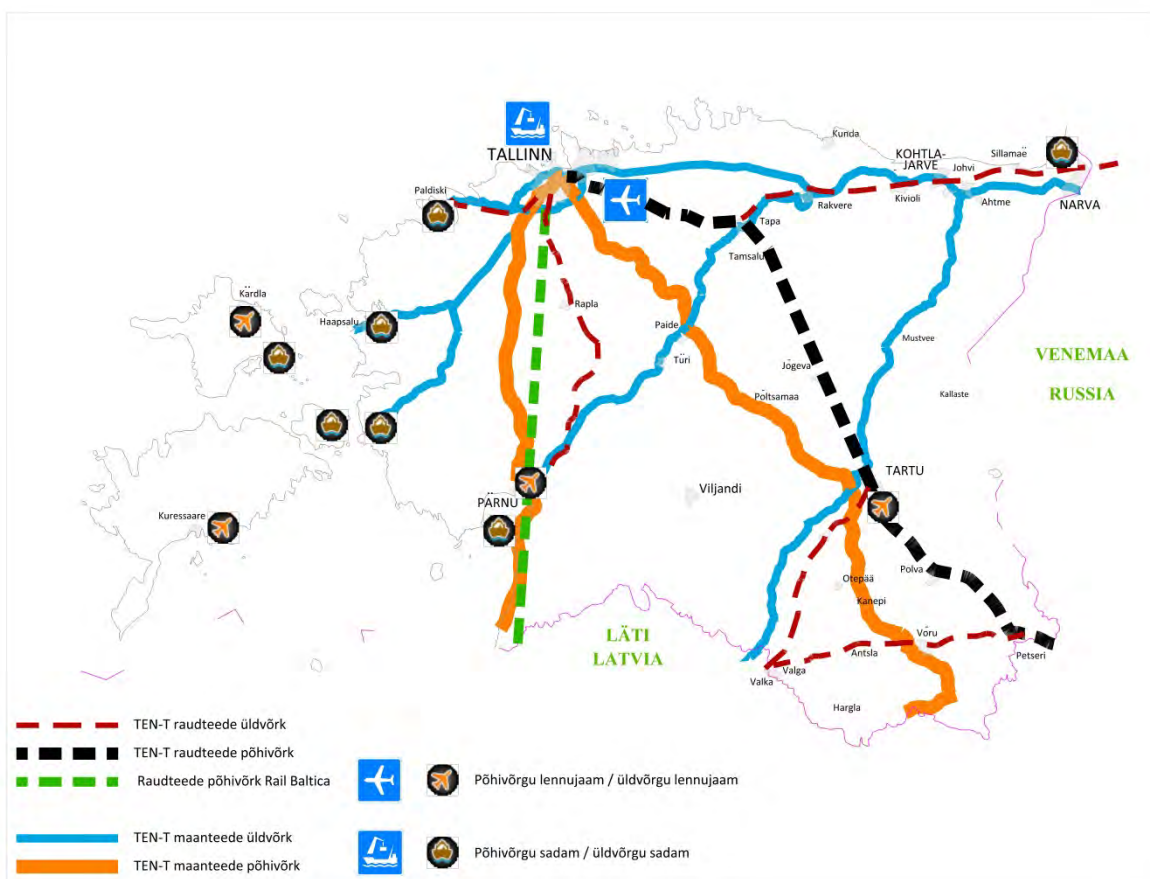 TALLINN
Kunda
KOHTLA-
JARVE
Johvi
Sillamaë
Paldiski
Rakvere
Kivioli
Ahtme
NARVA
Tapa
Tamsalu
Kärdla
Rapla
Haapsalu
Paide
Türi
Mustvee
VENEMAA
RUSSIA
Jögeva
Kallaste
Põltsamaa
TARTU
Viljandi
PÄRNU
Kuressaare
Polva
Otepää
Kanepi
LÄTI
LATVIA
Võru
Antsla
Petseri
Valga
Valka
Hargla
TEN-T raudteede üldvõrk
TEN-T raudteede põhivõrk
Raudteede põhivõrk Rail Baltica
Põhivõrgu lennujaam / üldvõrgu lennujaam
TEN-T maanteede üldvõrk
TEN-T maanteede põhivõrk
Põhivõrgu sadam / üldvõrgu sadam